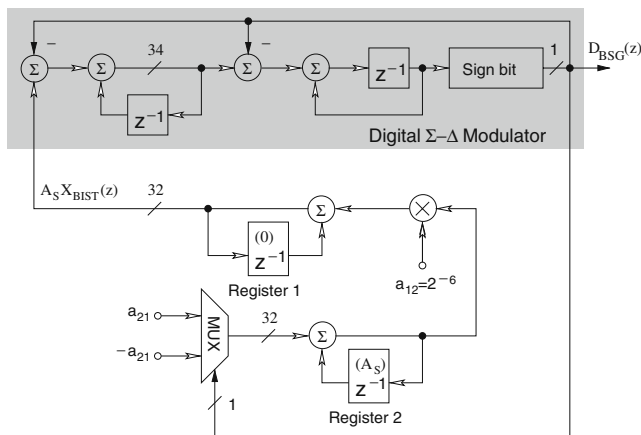 − − 1 D_BSG(z)
34
Σ Σ Σ Σ z⁻¹ Sign bit
z⁻¹
Digital Σ−Δ Modulator
A_S X_BIST(z) 32
Σ ×
(0)
z⁻¹
Register 1
a₁₂=2⁻⁶
a₂₁
32
MUX Σ
−a₂₁
(A_S)
z⁻¹
1
Register 2